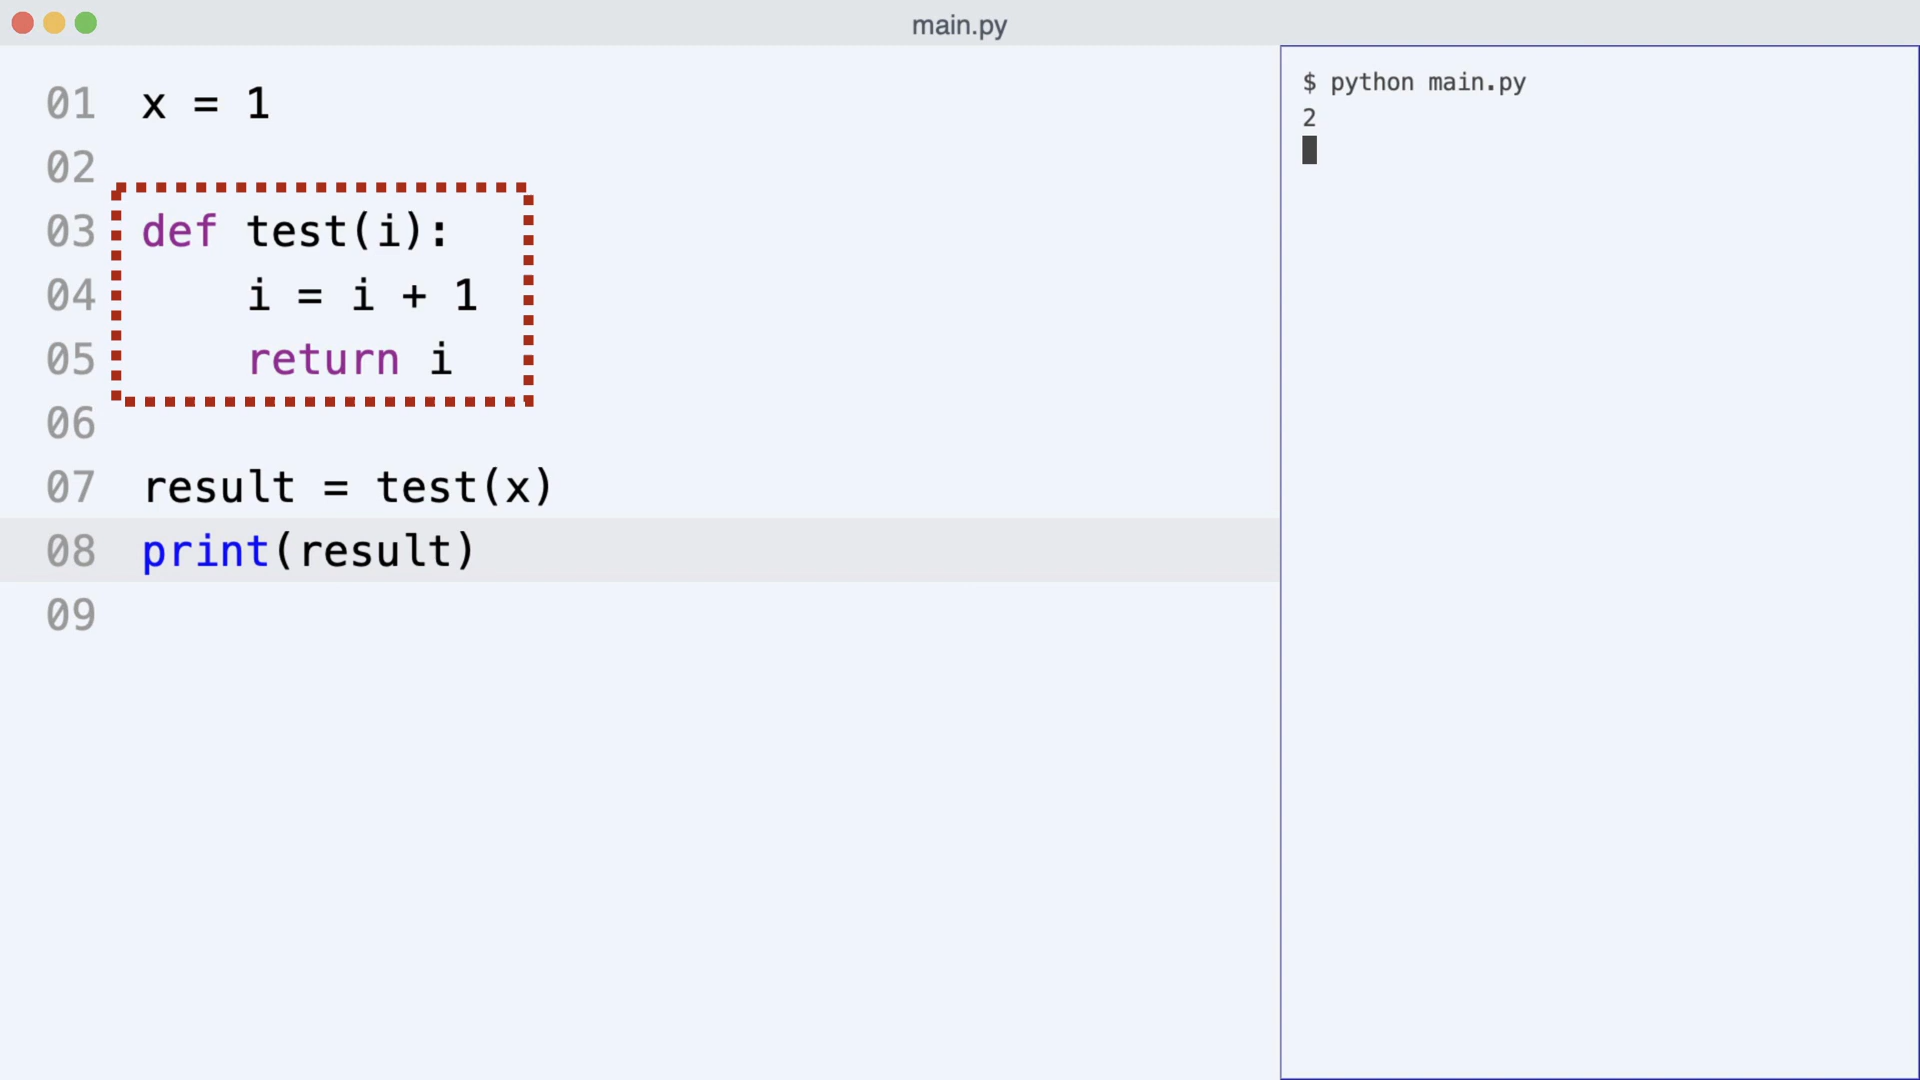 main.py
01 x = 1
02
03 def test(i):
04     i = i + 1
05     return i
06
07 result = test(x)
08 print(result)
09
$ python main.py
2